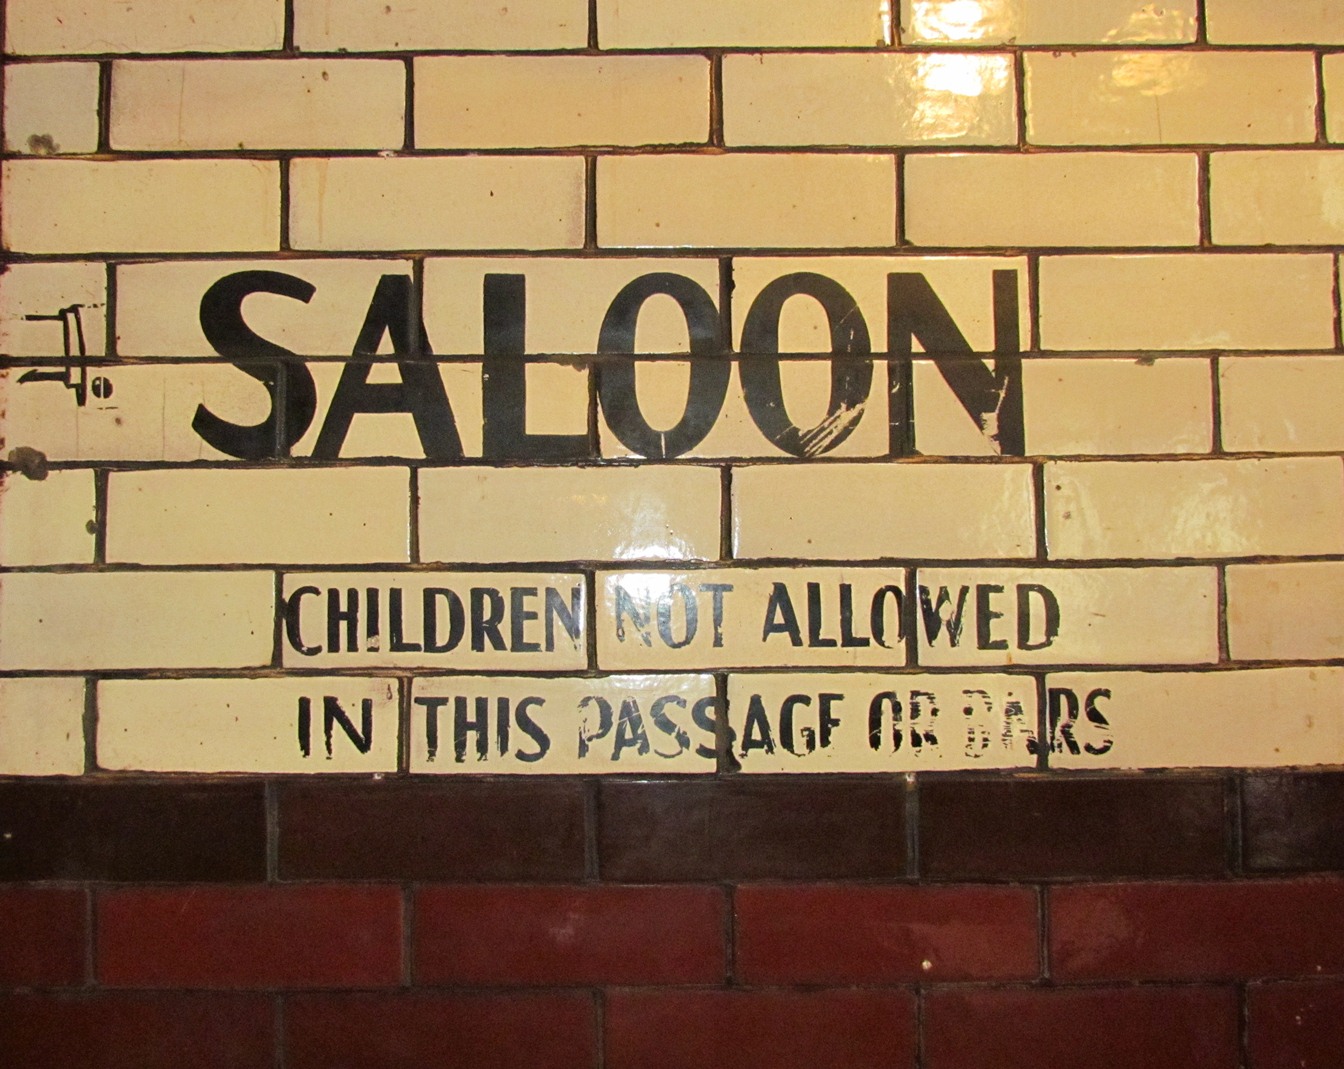 SALOON
CHILDREN NOT ALLOWED
IN THIS PASSAGE OR BARS